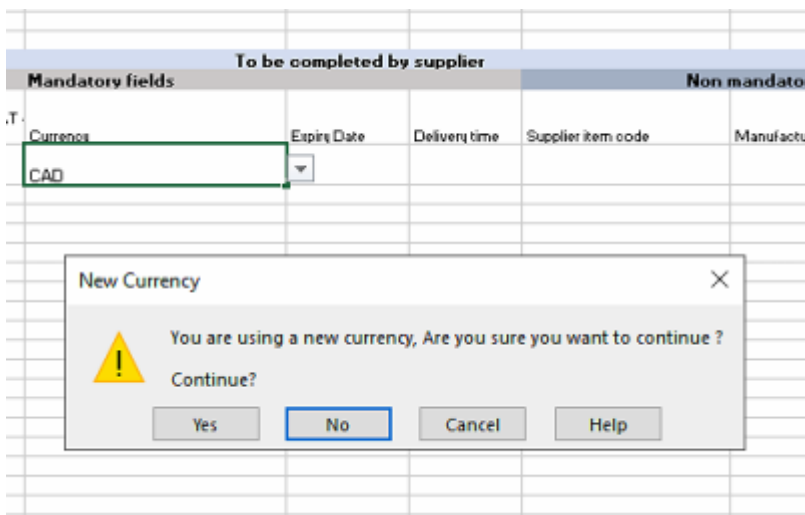 To be completed by supplier
Mandatory fields Non mandato
Currency Expiry Date Delivery time Supplier item code Manufactu
CAD
New Currency
You are using a new currency, Are you sure you want to continue ?
Continue?
Yes No Cancel Help